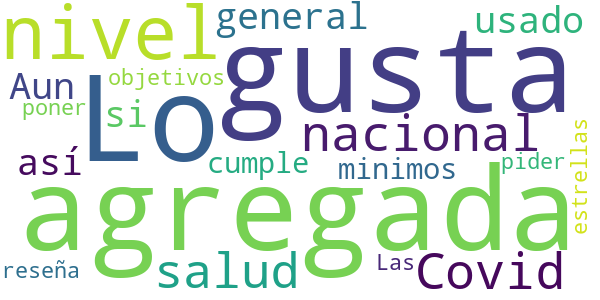 nivel
general
usado
Aun
objetivos
Lo
gusta
poner
si
nacional
así
cumple
minimos
pider
estrellas
agregada
reseña
salud
Las
Covid